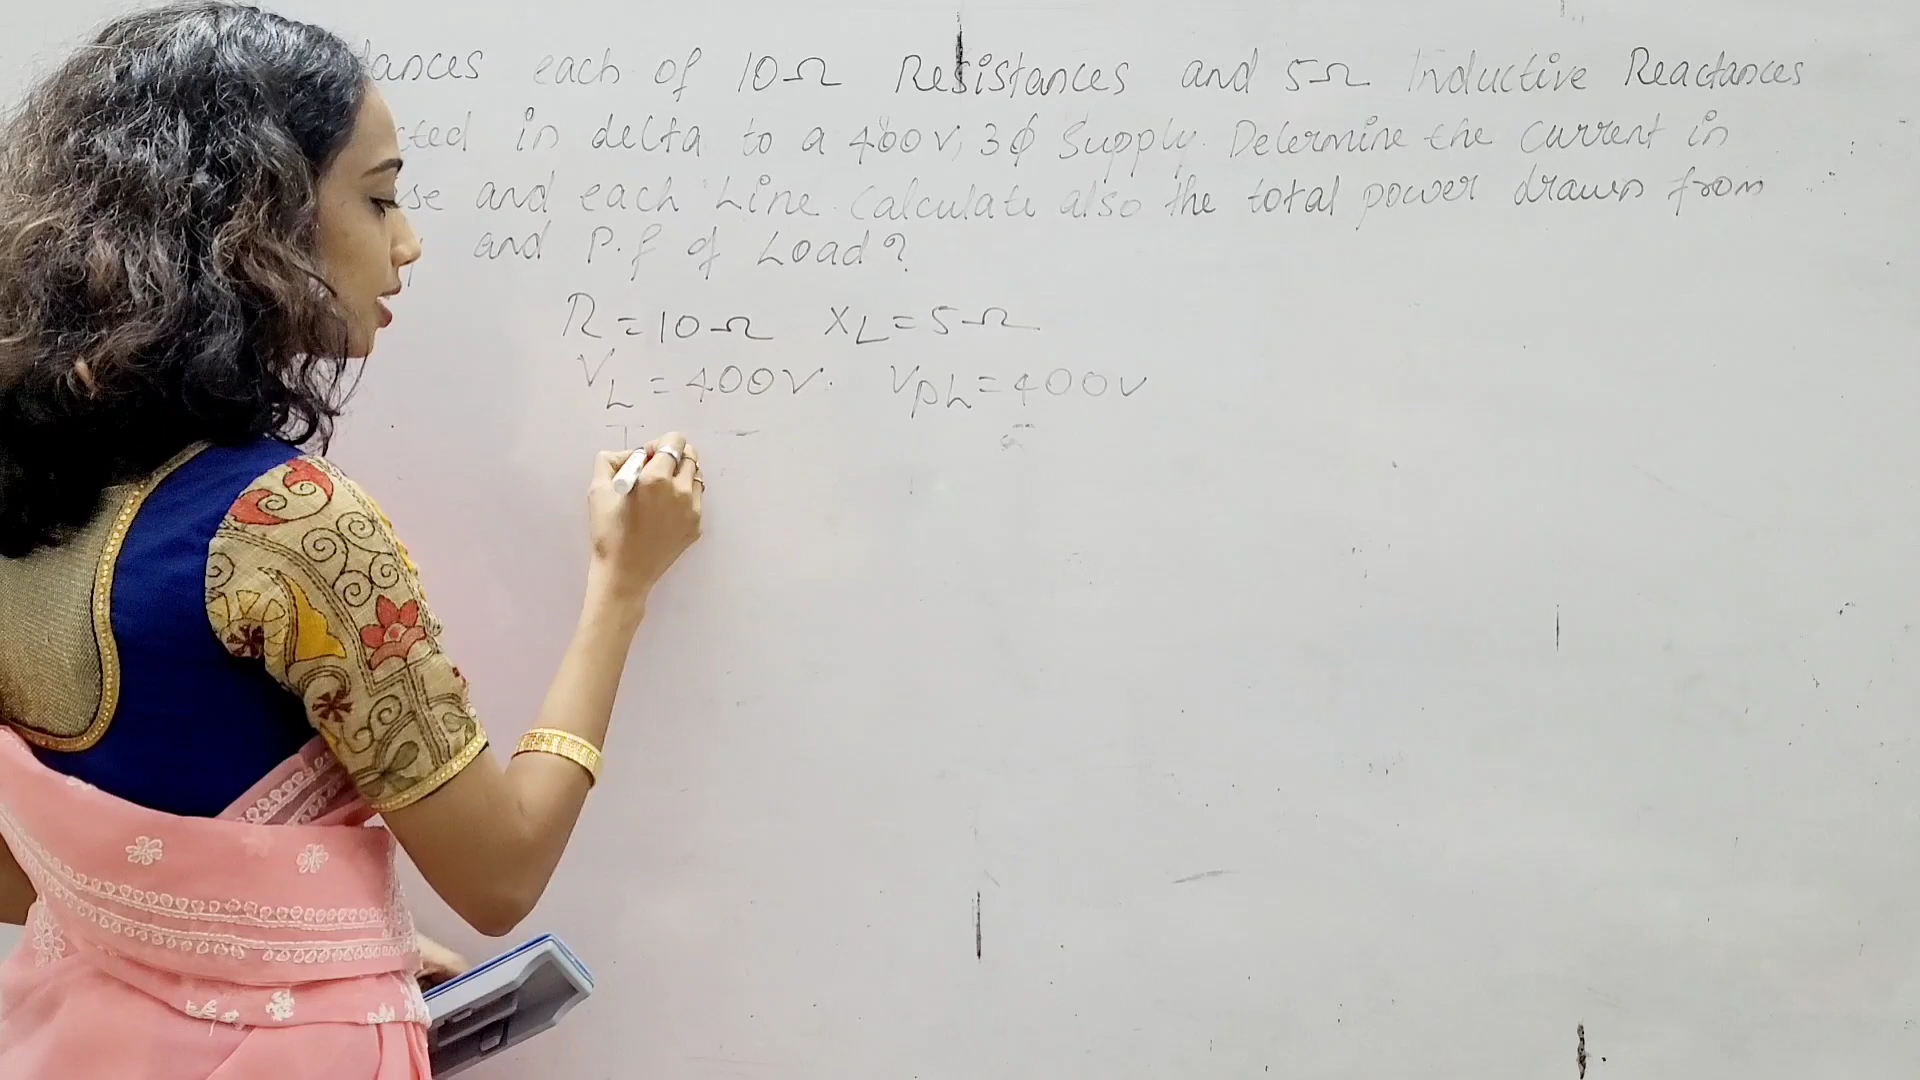 ances each of 10Ω Resistances and 5Ω Inductive Reactances
cted in delta to a 400V, 3ϕ Supply. Determine the current in
se and each Line. Calculate also the total power drawn from
and P.f of Load?
R = 10Ω XL = 5Ω
VL = 400V. Vph = 400V
I